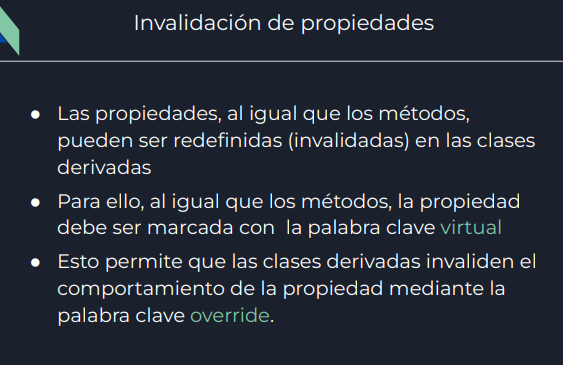 Invalidación de propiedades
● Las propiedades, al igual que los métodos,
pueden ser redefinidas (invalidadas) en las clases
derivadas
● Para ello, al igual que los métodos, la propiedad
debe ser marcada con  la palabra clave virtual
● Esto permite que las clases derivadas invaliden el
comportamiento de la propiedad mediante la
palabra clave override.